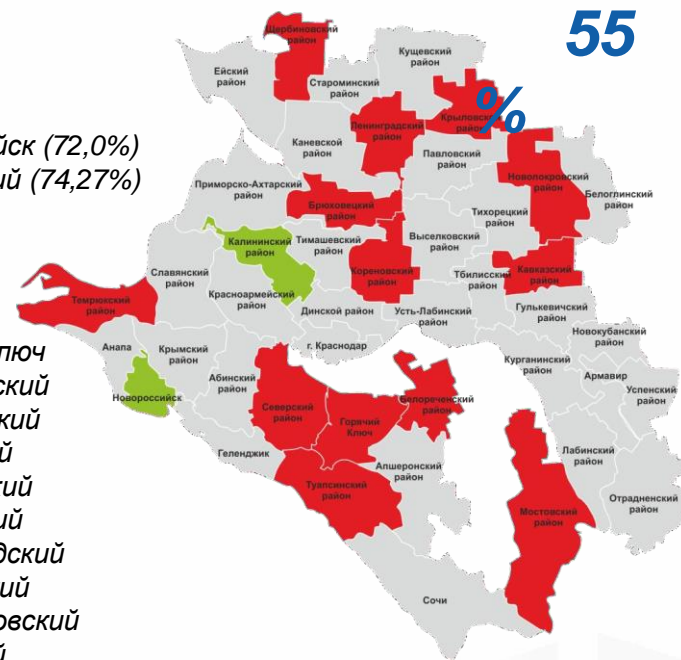 55
%
йск (72,0%)
ий (74,27%)
Щербиновский район
Ейский район
Староминский район
Кущевский район
Ленинградский район
Крыловский район
Каневской район
Павловский район
Новопокровский район
Белоглинский район
Приморско-Ахтарский район
Брюховецкий район
Тихорецкий район
Калининский район
Тимашевский район
Выселковский район
Славянский район
Кореновский район
Тбилисский район
Кавказский район
Темрюкский район
Красноармейский район
Динской район
Усть-Лабинский район
Гулькевичский район
Новокубанский район
Анапа
Крымский район
г. Краснодар
Курганинский район
Армавир
Абинский район
Успенский район
Новороссийск
Северский район
Горячий Ключ
Белореченский район
Геленджик
Апшеронский район
Лабинский район
Туапсинский район
Отрадненский район
Мостовский район
Сочи
люч
ский
кий
й
гий
ий
дский
кий
овский
й